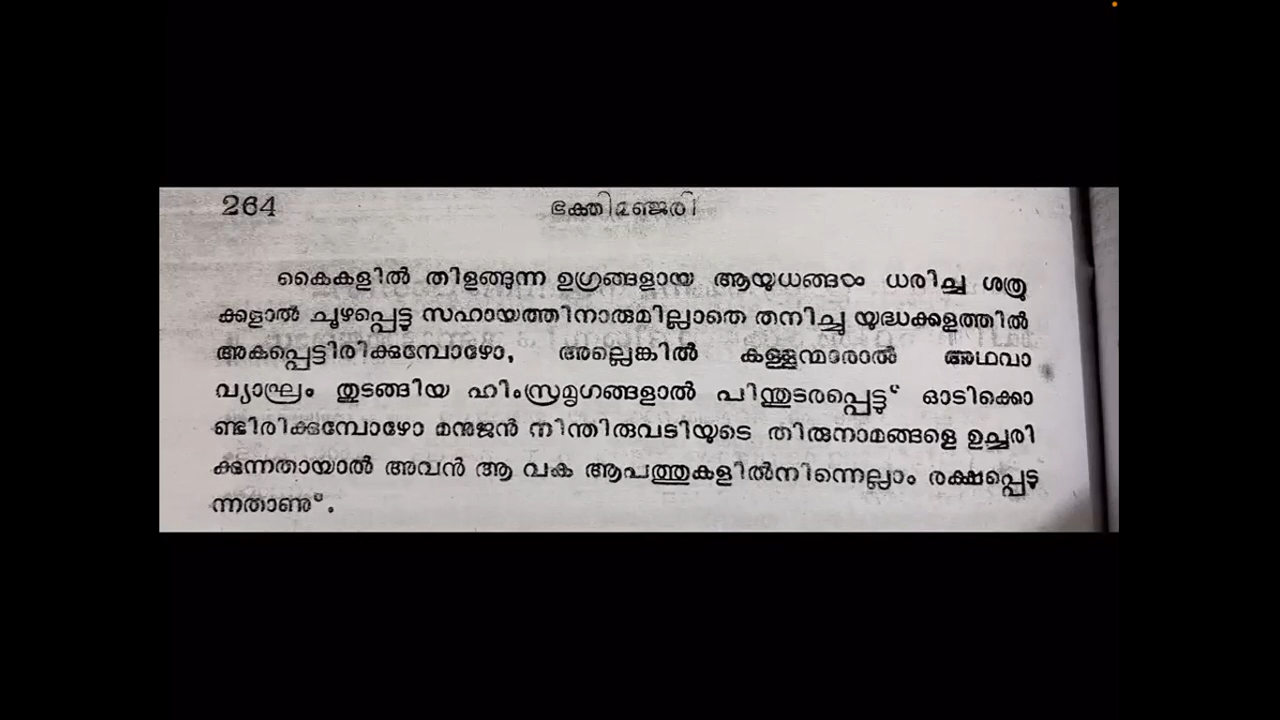 264 ഭക്തിമഞ്ജരി
കൈകളിൽ തിളങ്ങുന്ന ഉഗ്രങ്ങളായ ആയുധങ്ങൾ ധരിച്ച ശത്രു
ക്കളാൽ ചൂഴപ്പെട്ടു സഹായത്തിനാരുമില്ലാതെ തനിച്ചു യുദ്ധക്കളത്തിൽ
അകപ്പെട്ടിരിക്കുമ്പോഴോ, അല്ലെങ്കിൽ കള്ളന്മാരാൽ അഥവാ
വ്യാഘ്രം തുടങ്ങിയ ഹിംസ്രമൃഗങ്ങളാൽ പിന്തുടരപ്പെട്ടു് ഓടിക്കൊ
ണ്ടിരിക്കുമ്പോഴോ മനുജൻ നിന്തിരുവടിയുടെ തിരുനാമങ്ങളെ ഉച്ചരി
ക്കുന്നതായാൽ അവൻ ആ വക ആപത്തുകളിൽനിന്നെല്ലാം രക്ഷപ്പെടു
ന്നതാണു്.